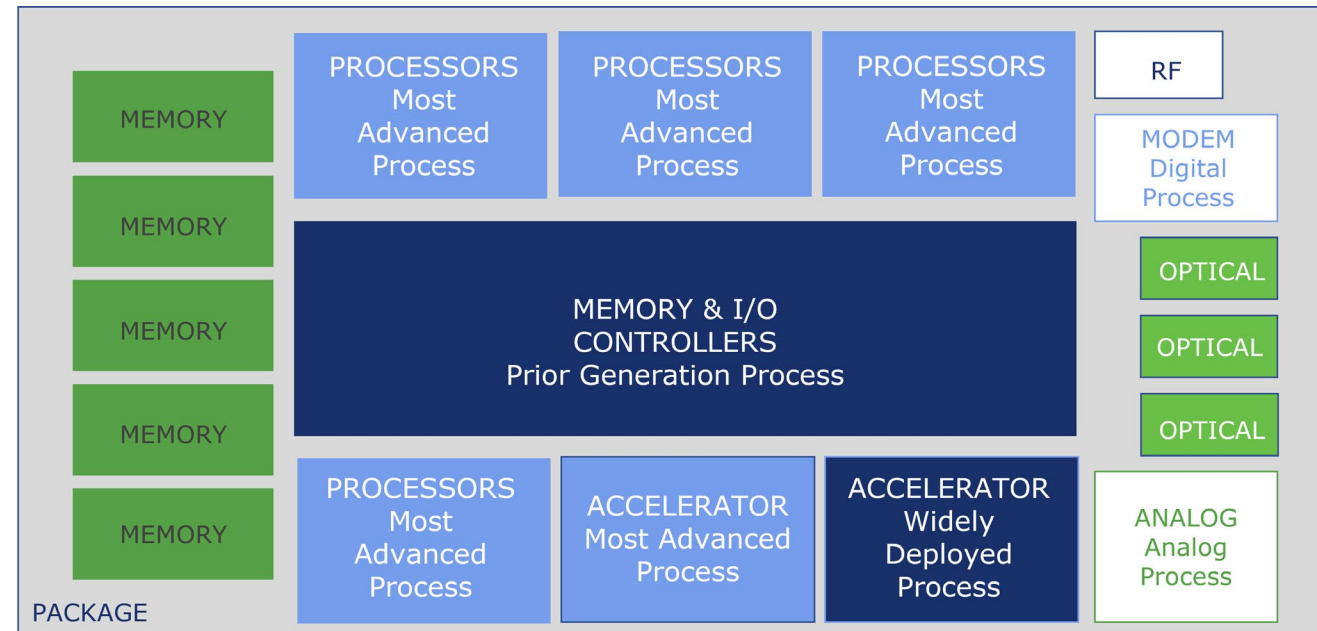 MEMORY
MEMORY
MEMORY
MEMORY
MEMORY
PROCESSORS
Most
Advanced
Process
PROCESSORS
Most
Advanced
Process
PROCESSORS
Most
Advanced
Process
MEMORY & I/O
CONTROLLERS
Prior Generation Process
PROCESSORS
Most
Advanced
Process
ACCELERATOR
Most Advanced
Process
ACCELERATOR
Widely
Deployed
Process
RF
MODEM
Digital
Process
OPTICAL
OPTICAL
OPTICAL
ANALOG
Analog
Process
PACKAGE